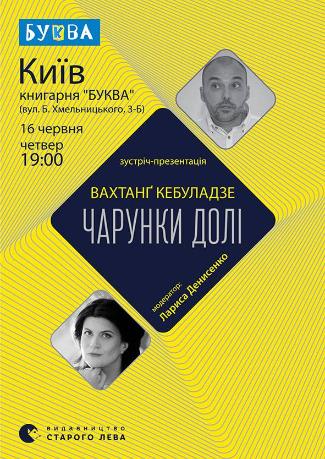 БУКВА
Київ
книгарня "БУКВА"
(вул. Б. Хмельницького, 3-Б)
16 червня
четвер
19:00
зустріч-презентація
ВАХТАНҐ КЕБУЛАДЗЕ
ЧАРУНКИ ДОЛІ
модератор:
Лариса Денисенко
ВИДАВНИЦТВО
СТАРОГО ЛЕВА